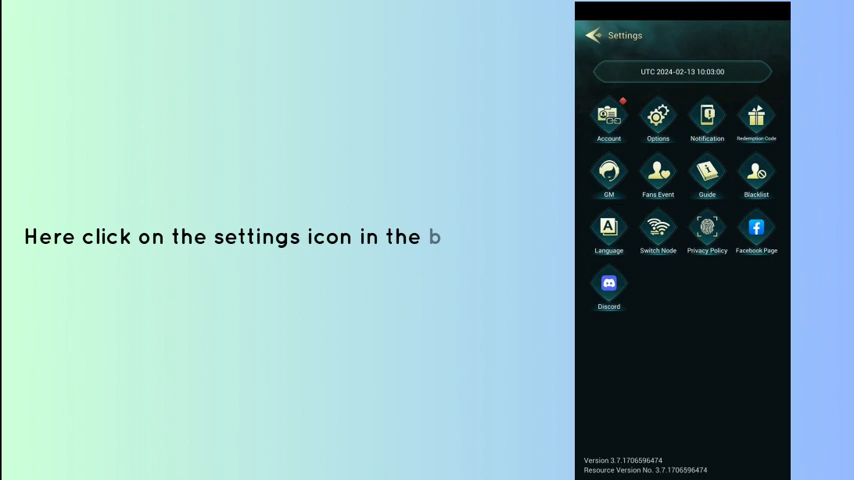 Settings
UTC 2024-02-13 10:03:00
Account Options Notification Redemption Code
GM Fans Event Guide Blacklist
Here click on the settings icon in the b
Language Switch Node Privacy Policy Facebook Page
Discord
Version 3.7.1706596474
Resource Version No. 3.7.1706596474